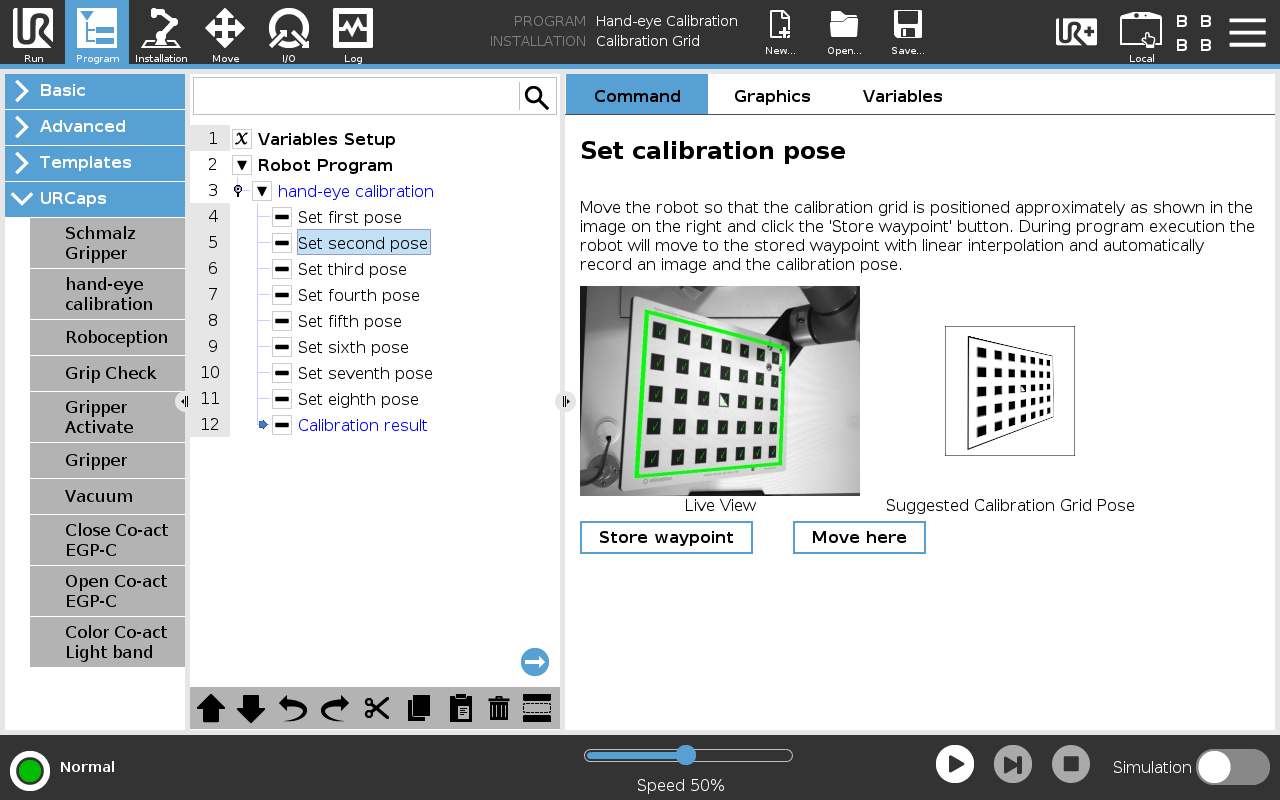 PROGRAM Hand-eye Calibration
INSTALLATION Calibration Grid
UR
Run
Program
Installation
Move
I/O
Log
New...
Open...
Save...
UR+
Local
B B
B B
Basic
Advanced
Templates
URCaps
Schmalz
Gripper
hand-eye
calibration
Roboception
Grip Check
Gripper
Activate
Gripper
Vacuum
Close Co-act
EGP-C
Open Co-act
EGP-C
Color Co-act
Light band
1 X Variables Setup
2 Robot Program
3 hand-eye calibration
4 Set first pose
5 Set second pose
6 Set third pose
7 Set fourth pose
8 Set fifth pose
9 Set sixth pose
10 Set seventh pose
11 Set eighth pose
12 Calibration result
Command Graphics Variables
Set calibration pose
Move the robot so that the calibration grid is positioned approximately as shown in the
image on the right and click the 'Store waypoint' button. During program execution the
robot will move to the stored waypoint with linear interpolation and automatically
record an image and the calibration pose.
Live View
Suggested Calibration Grid Pose
Store waypoint
Move here
Normal
Speed 50%
Simulation